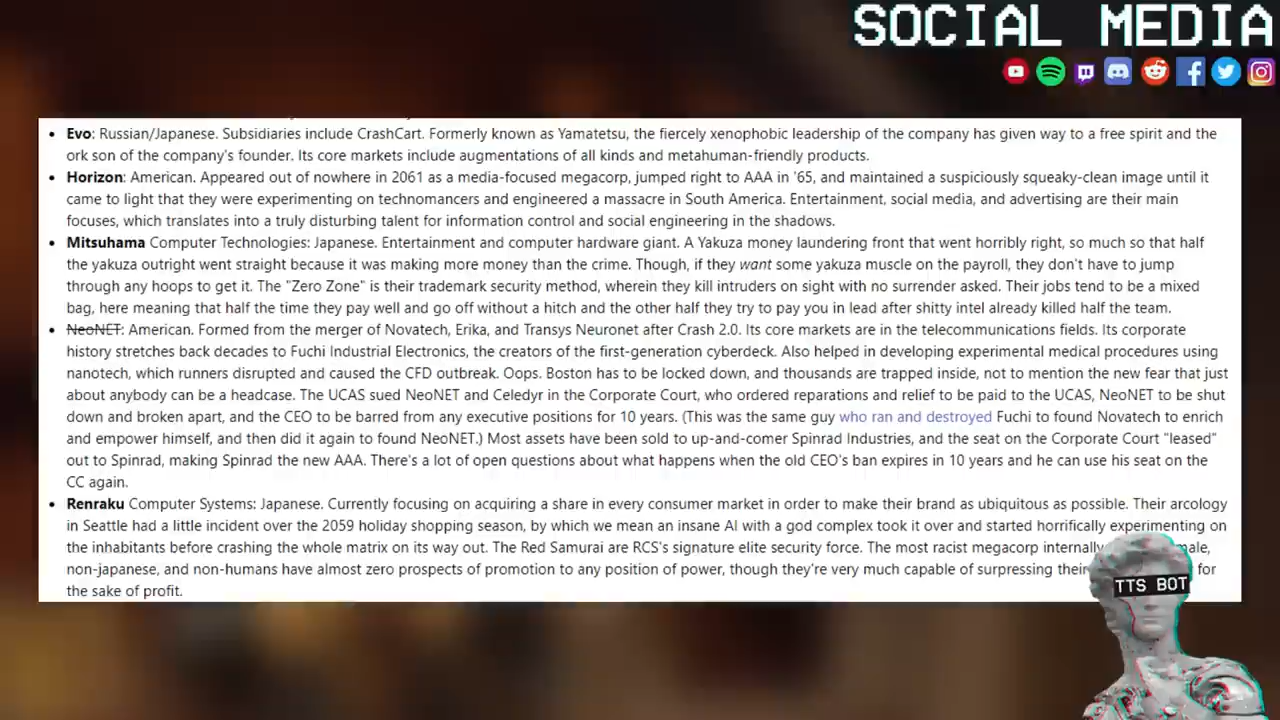 SOCIAL MEDIA
• Evo: Russian/Japanese. Subsidiaries include CrashCart. Formerly known as Yamatetsu, the fiercely xenophobic leadership of the company has given way to a free spirit and the
ork son of the company's founder. Its core markets include augmentations of all kinds and metahuman-friendly products.
• Horizon: American. Appeared out of nowhere in 2061 as a media-focused megacorp, jumped right to AAA in '65, and maintained a suspiciously squeaky-clean image until it
came to light that they were experimenting on technomancers and engineered a massacre in South America. Entertainment, social media, and advertising are their main
focuses, which translates into a truly disturbing talent for information control and social engineering in the shadows.
• Mitsuhama Computer Technologies: Japanese. Entertainment and computer hardware giant. A Yakuza money laundering front that went horribly right, so much so that half
the yakuza outright went straight because it was making more money than the crime. Though, if they want some yakuza muscle on the payroll, they don't have to jump
through any hoops to get it. The "Zero Zone" is their trademark security method, wherein they kill intruders on sight with no surrender asked. Their jobs tend to be a mixed
bag, here meaning that half the time they pay well and go off without a hitch and the other half they try to pay you in lead after shitty intel already killed half the team.
• NeoNET: American. Formed from the merger of Novatech, Erika, and Transys Neuronet after Crash 2.0. Its core markets are in the telecommunications fields. Its corporate
history stretches back decades to Fuchi Industrial Electronics, the creators of the first-generation cyberdeck. Also helped in developing experimental medical procedures using
nanotech, which runners disrupted and caused the CFD outbreak. Oops. Boston has to be locked down, and thousands are trapped inside, not to mention the new fear that just
about anybody can be a headcase. The UCAS sued NeoNET and Celedyr in the Corporate Court, who ordered reparations and relief to be paid to the UCAS, NeoNET to be shut
down and broken apart, and the CEO to be barred from any executive positions for 10 years. (This was the same guy who ran and destroyed Fuchi to found Novatech to enrich
and empower himself, and then did it again to found NeoNET.) Most assets have been sold to up-and-comer Spinrad Industries, and the seat on the Corporate Court "leased"
out to Spinrad, making Spinrad the new AAA. There's a lot of open questions about what happens when the old CEO's ban expires in 10 years and he can use his seat on the
CC again.
• Renraku Computer Systems: Japanese. Currently focusing on acquiring a share in every consumer market in order to make their brand as ubiquitous as possible. Their arcology
in Seattle had a little incident over the 2059 holiday shopping season, by which we mean an insane AI with a god complex took it over and started horrifically experimenting on
the inhabitants before crashing the whole matrix on its way out. The Red Samurai are RCS's signature elite security force. The most racist megacorp internally
non-japanese, and non-humans have almost zero prospects of promotion to any position of power, though they're very much capable of surpressing their for
the sake of profit.
TTS BOT